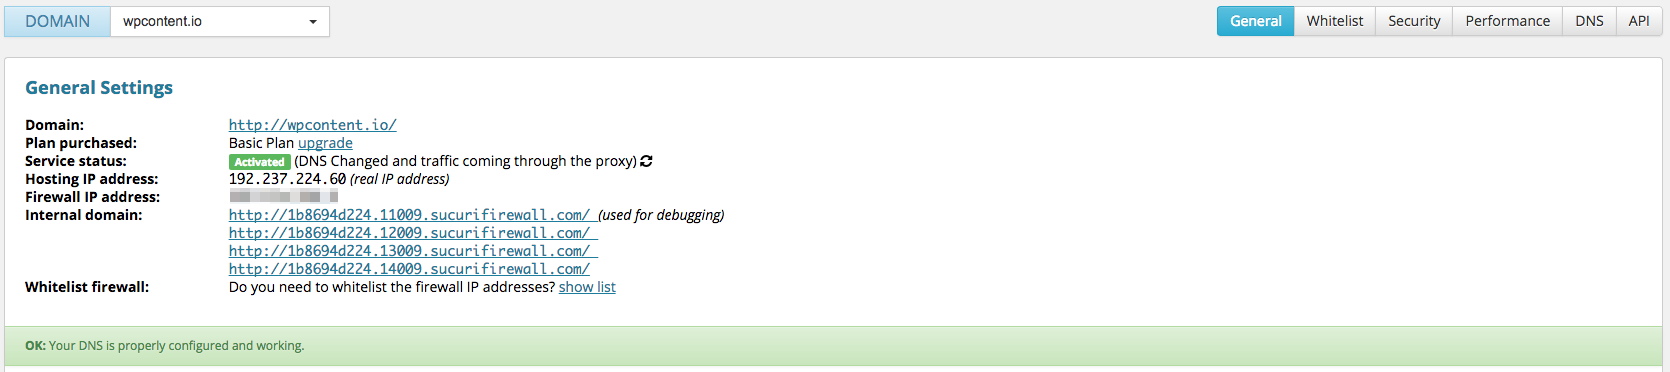 DOMAIN wpcontent.io General Whitelist Security Performance DNS API
General Settings
Domain: http://wpcontent.io/
Plan purchased: Basic Plan upgrade
Service status: Activated (DNS Changed and traffic coming through the proxy)
Hosting IP address: 192.237.224.60 (real IP address)
Firewall IP address:
Internal domain: http://1b8694d224.11009.sucurifirewall.com/ (used for debugging)
http://1b8694d224.12009.sucurifirewall.com/
http://1b8694d224.13009.sucurifirewall.com/
http://1b8694d224.14009.sucurifirewall.com/
Whitelist firewall: Do you need to whitelist the firewall IP addresses? show list
OK: Your DNS is properly configured and working.